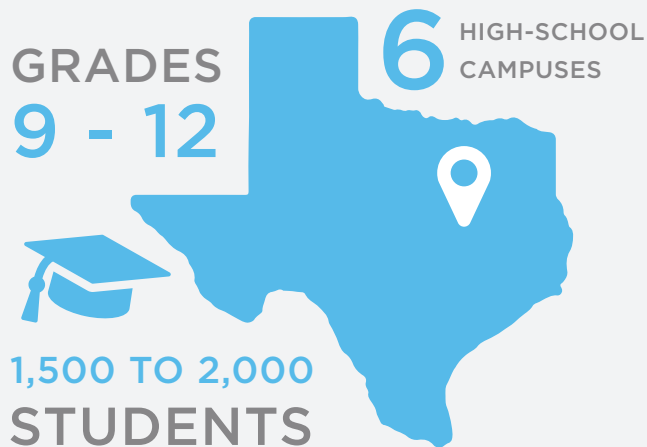 GRADES
9 - 12
6
HIGH-SCHOOL
CAMPUSES
1,500 TO 2,000
STUDENTS